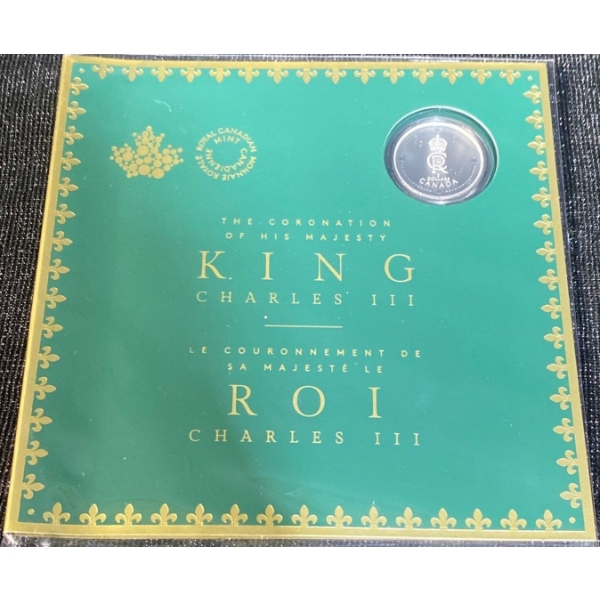 ROYAL CANADIAN MINT
MONNAIE ROYALE CANADIENNE
DOLLARS
CANADA
THE CORONATION
OF HIS MAJESTY
KING
CHARLES III
LE COURONNEMENT DE
SA MAJESTÉ LE
ROI
CHARLES III